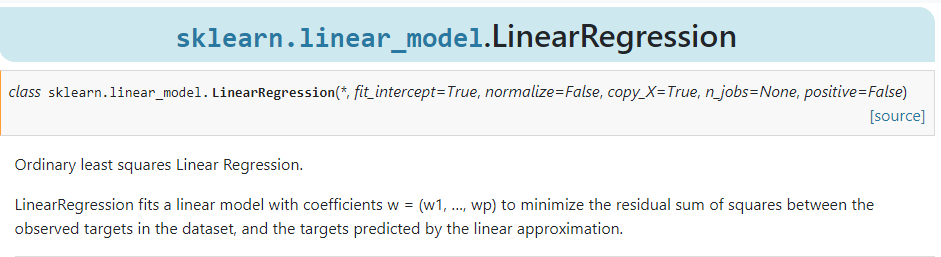 sklearn.linear_model.LinearRegression
class sklearn.linear_model.LinearRegression(*, fit_intercept=True, normalize=False, copy_X=True, n_jobs=None, positive=False)
[source]
Ordinary least squares Linear Regression.
LinearRegression fits a linear model with coefficients w = (w1, …, wp) to minimize the residual sum of squares between the
observed targets in the dataset, and the targets predicted by the linear approximation.